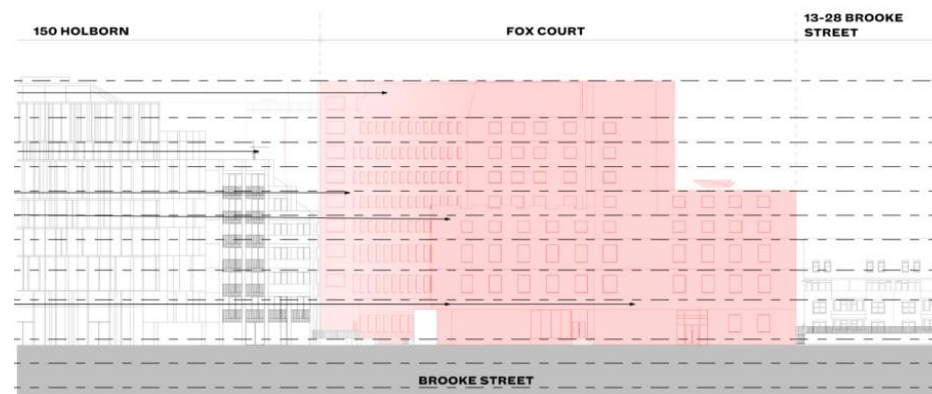 150 HOLBORN
FOX COURT
13-28 BROOKE
STREET
BROOKE STREET